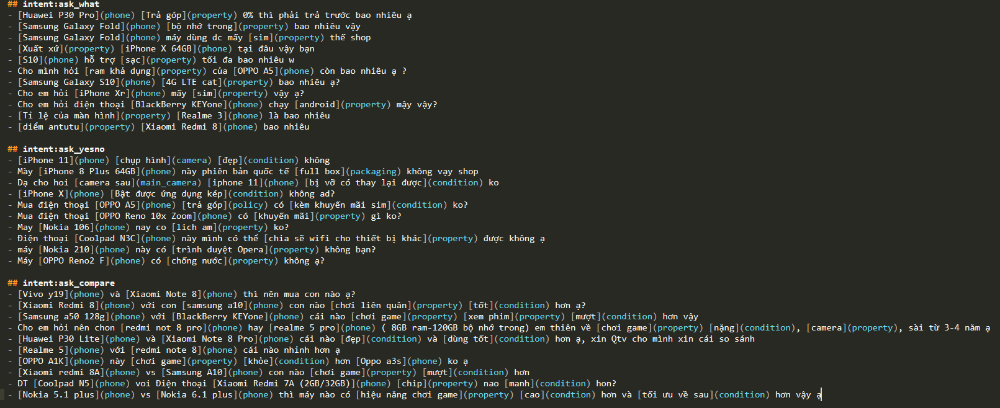 ## intent:ask_what
- [Huawei P30 Pro](phone) [Trả góp](property) 0% thì phải trả trước bao nhiêu ạ
- [Samsung Galaxy Fold](phone) [bộ nhớ trong](property) bao nhiêu vậy
- [Samsung Galaxy Fold](phone) máy dùng dc mấy [sim](property) thế shop
- [Xuất xứ](property) [iPhone X 64GB](phone) tại đâu vậy bạn
- [S10](phone) hỗ trợ [sạc](property) tối đa bao nhiêu w
- Cho mình hỏi [ram khả dụng](property) của [OPPO A5](phone) còn bao nhiêu ạ ?
- [Samsung Galaxy S10](phone) [4G LTE cat](property) bao nhiêu ạ?
- Cho em hỏi [iPhone Xr](phone) mấy [sim](property) vậy ạ?
- Cho em hỏi điện thoại [BlackBerry KEYone](phone) chạy [android](property) mậy vậy?
- [Tỉ lệ của màn hình](property) [Realme 3](phone) là bao nhiêu
- [diểm antutu](property) [Xiaomi Redmi 8](phone) bao nhiêu
## intent:ask_yesno
- [iPhone 11](phone) [chụp hình](camera) [đẹp](condition) không
- Mày [iPhone 8 Plus 64GB](phone) này phiên bản quốc tế [full box](packaging) không vạy shop
- Dạ cho hoi [camera sau](main_camera) [iphone 11](phone) [bị vỡ có thay lại được](condition) ko
- [iPhone X](phone) [Bật được ứng dụng kép](condition) không ad?
- Mua điện thoại [OPPO A5](phone) [trả góp](policy) có [kèm khuyến mãi sim](condition) ko?
- Mua điện thoại [OPPO Reno 10x Zoom](phone) có [khuyến mãi](property) gì ko?
- May [Nokia 106](phone) nay co [lich am](property) ko?
- Điện thoại [Coolpad N3C](phone) này mình có thể [chia sẽ wifi cho thiết bị khác](property) được không ạ
- máy [Nokia 210](phone) này có [trình duyệt Opera](property) không bạn?
- Máy [OPPO Reno2 F](phone) có [chống nước](property) không ạ?
## intent:ask_compare
- [Vivo y19](phone) và [Xiaomi Note 8](phone) thì nên mua con nào ạ?
- [Xiaomi Redmi 8](phone) với con [samsung a10](phone) con nào [chơi liên quân](property) [tốt](condition) hơn ạ?
- [Samsung a50 128g](phone) với [BlackBerry KEYone](phone) cái nào [chơi game](property) [xem phim](property) [mượt](condition) hơn vậy
- Cho em hỏi nên chon [redmi not 8 pro](phone) hay [realme 5 pro](phone) ( 8GB ram-120GB bộ nhớ trong) em thiên về [chơi game](property) [nặng](condition), [camera](property), sài từ 3-4 năm ạ
- [Huawei P30 Lite](phone) và [Xiaomi Note 8 Pro](phone) cái nào [đẹp](condition) và [dùng tốt](condition) hơn ạ, xin Qtv cho mình xin cái so sánh
- [Realme 5](phone) với [redmi note 8](phone) cái nào nhỉnh hơn ạ
- [OPPO A1K](phone) này [chơi game](property) [khỏe](condition) hơn [Oppo a3s](phone) ko ạ
- [Xiaomi redmi 8A](phone) vs [Samsung A10](phone) con nào [chơi game](property) [mượt](condition) hơn
- DT [Coolpad N5](phone) voi Điện thoại [Xiaomi Redmi 7A (2GB/32GB)](phone) [chip](property) nao [manh](condition) hon?
- [Nokia 5.1 plus](phone) vs [Nokia 6.1 plus](phone) thì máy nào có [hiệu năng chơi game](property) [cao](condtion) hơn và [tối ưu về sau](condition) hơn vậy ạ